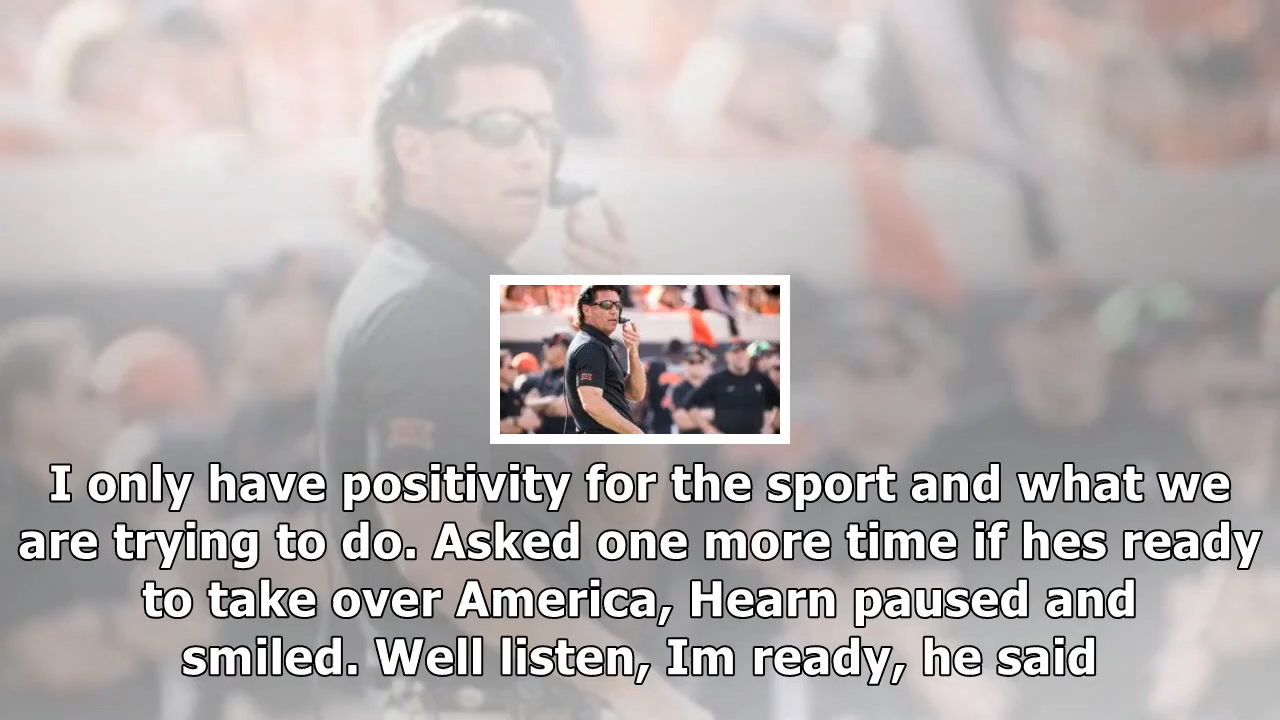 I only have positivity for the sport and what we
are trying to do. Asked one more time if hes ready
to take over America, Hearn paused and
smiled. Well listen, Im ready, he said